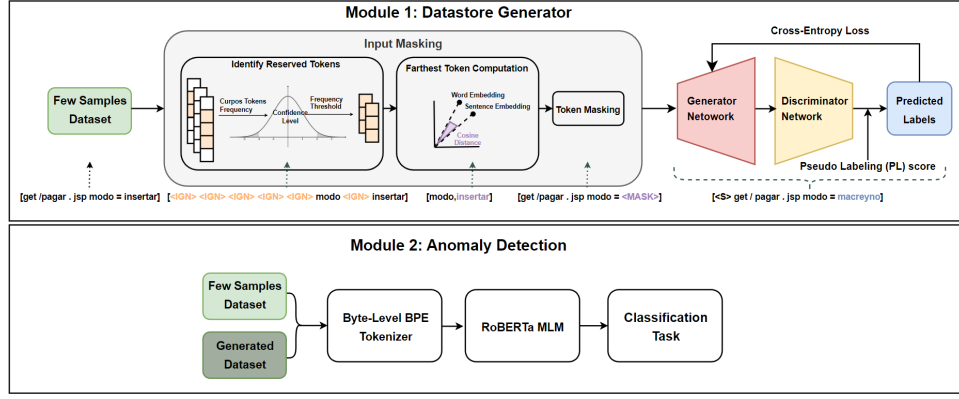 Module 1: Datastore Generator
Input Masking
Cross-Entropy Loss
Identify Reserved Tokens
Farthest Token Computation
Few Samples
Dataset
Curpos Tokens
Frequency
Confidence
Level
Frequency
Threshold
Word Embedding
Sentence Embedding
Cosine
Distance
Token Masking
Generator
Netowork
Discriminator
Network
Predicted
Labels
Pseudo Labeling (PL) score
[get /pagar . jsp modo = insertar]
[<IGN> <IGN> <IGN> <IGN> <IGN> modo <IGN> insertar]
[modo,insertar]
[get /pagar . jsp modo = <MASK>]
[<S> get / pagar . jsp modo = macreyno]
Module 2: Anomaly Detection
Few Samples
Dataset
Generated
Dataset
Byte-Level BPE
Tokenizer
RoBERTa MLM
Classification
Task